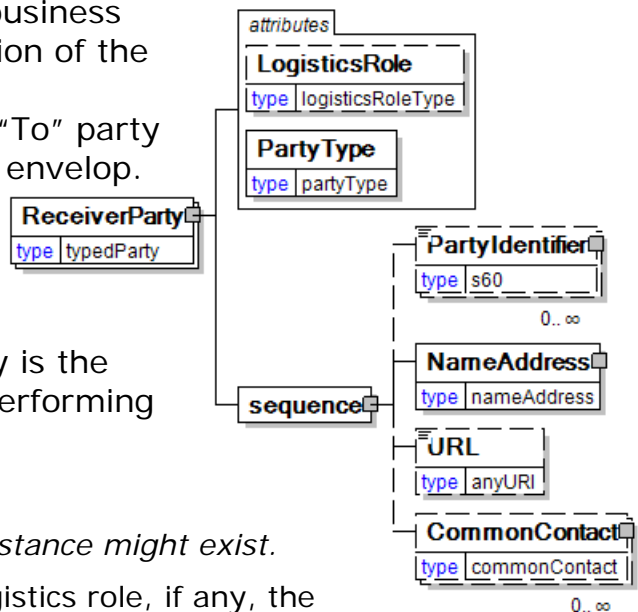 business
ion of the
"To" party
envelop.
y is the
erforming
stance might exist.
gistics role, if any, the
attributes
LogisticsRole
type logisticsRoleType
PartyType
type partyType
ReceiverParty
type typedParty
sequence
PartyIdentifier
type s60
0.. ∞
NameAddress
type nameAddress
URL
type anyURI
CommonContact
type commonContact
0.. ∞